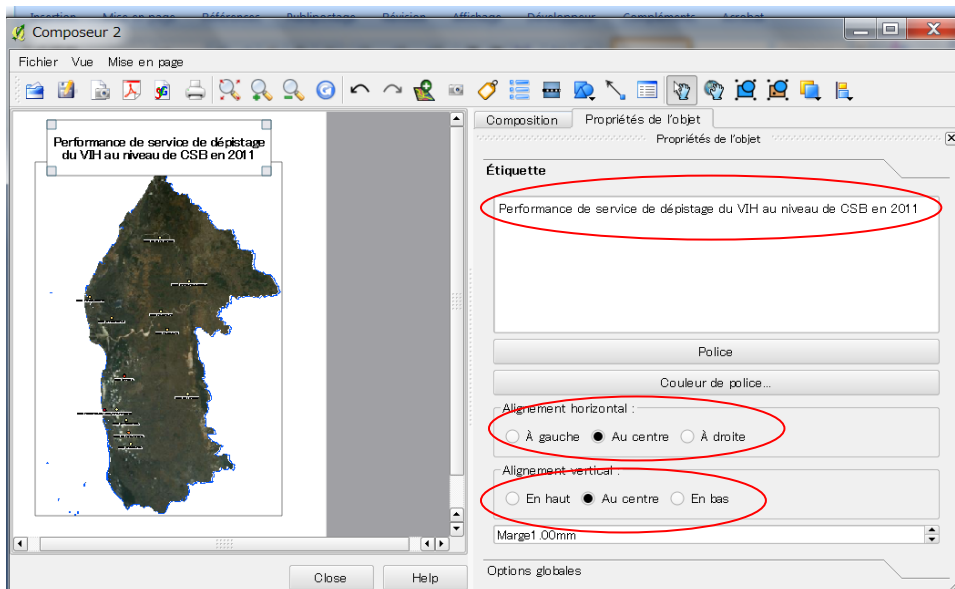 Insertion Mise en page Références Publipostage Révision Affichage Développeur Compléments Acrobat
Composeur 2
Fichier Vue Mise en page
Composition Propriétés de l'objet
Propriétés de l'objet
Performance de service de dépistage
du VIH au niveau de CSB en 2011
Étiquette
Performance de service de dépistage du VIH au niveau de CSB en 2011
Police
Couleur de police...
Alignement horizontal :
À gauche Au centre À droite
Alignement vertical :
En haut Au centre En bas
Marge1.00mm
Options globales
Close Help